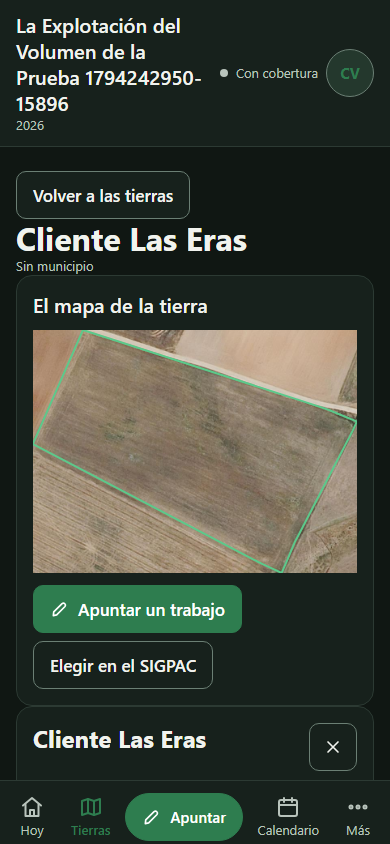 La Explotación del
Volumen de la
Prueba 1794242950-
15896
2026
Con cobertura
CV
Volver a las tierras
Cliente Las Eras
Sin municipio
El mapa de la tierra
Apuntar un trabajo
Elegir en el SIGPAC
Cliente Las Eras
Hoy
Tierras
Apuntar
Calendario
Más